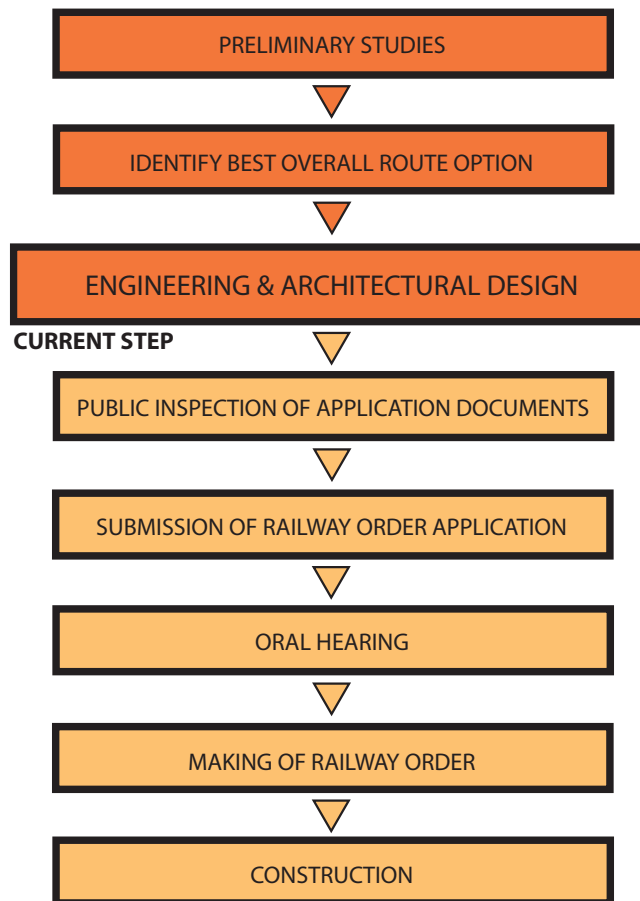 PRELIMINARY STUDIES
IDENTIFY BEST OVERALL ROUTE OPTION
ENGINEERING & ARCHITECTURAL DESIGN
CURRENT STEP
PUBLIC INSPECTION OF APPLICATION DOCUMENTS
SUBMISSION OF RAILWAY ORDER APPLICATION
ORAL HEARING
MAKING OF RAILWAY ORDER
CONSTRUCTION